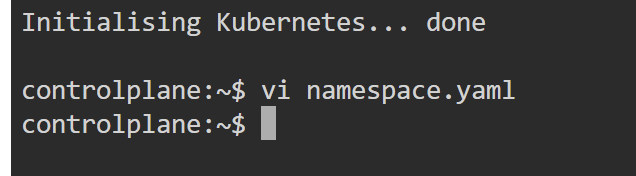 Initialising Kubernetes... done
controlplane:~$ vi namespace.yaml
controlplane:~$